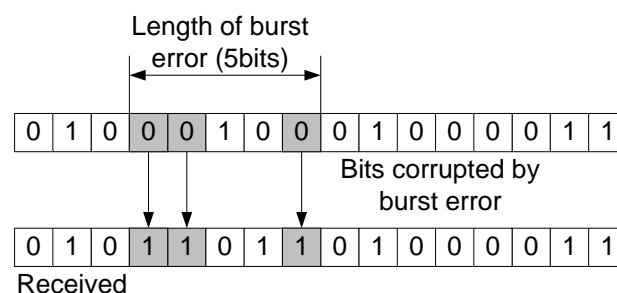 Length of burst
error (5bits)
0 1 0 0 0 1 0 0 0 1 0 0 0 0 1 1
Bits corrupted by
burst error
0 1 0 1 1 0 1 1 0 1 0 0 0 0 1 1
Received